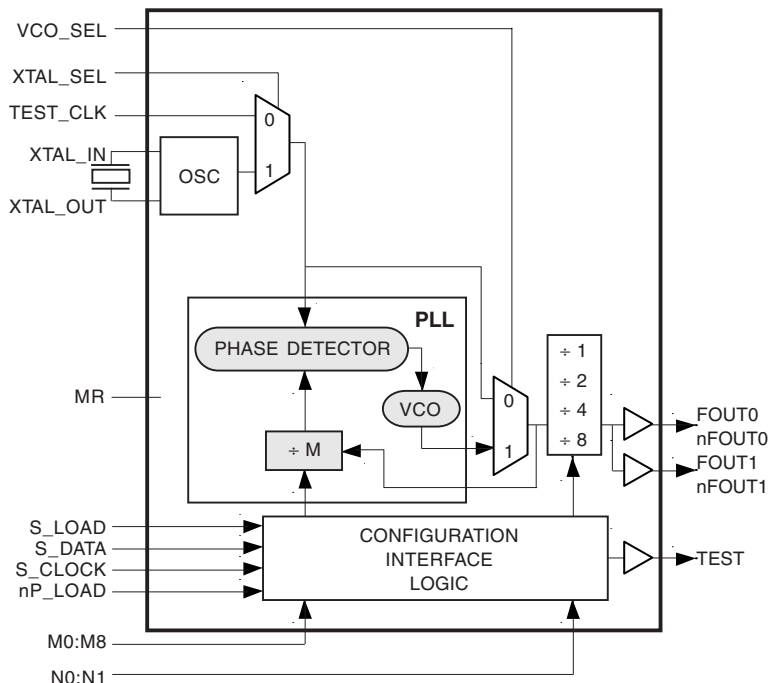 VCO_SEL
XTAL_SEL
TEST_CLK
0
XTAL_IN
OSC
1
XTAL_OUT
PLL
PHASE DETECTOR
÷ 1
÷ 2
÷ 4
÷ 8
MR
VCO
0
1
FOUT0
nFOUT0
FOUT1
nFOUT1
÷ M
S_LOAD
S_DATA
S_CLOCK
nP_LOAD
CONFIGURATION
INTERFACE
LOGIC
TEST
M0:M8
N0:N1